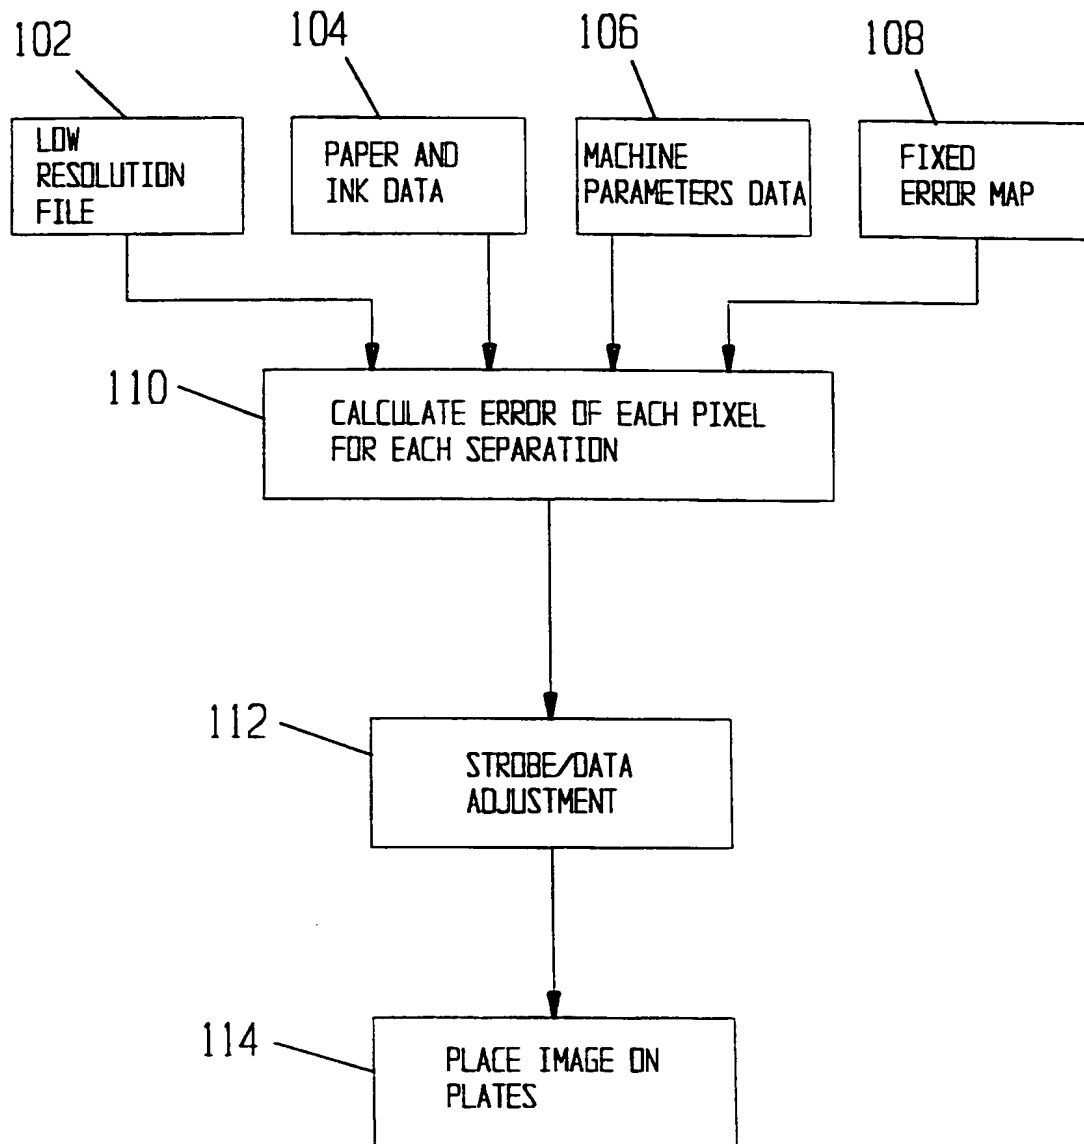 102
104
106
108
LOW
RESOLUTION
FILE
PAPER AND
INK DATA
MACHINE
PARAMETERS DATA
FIXED
ERROR MAP
110
CALCULATE ERROR OF EACH PIXEL
FOR EACH SEPARATION
112
STROBE/DATA
ADJUSTMENT
114
PLACE IMAGE ON
PLATES